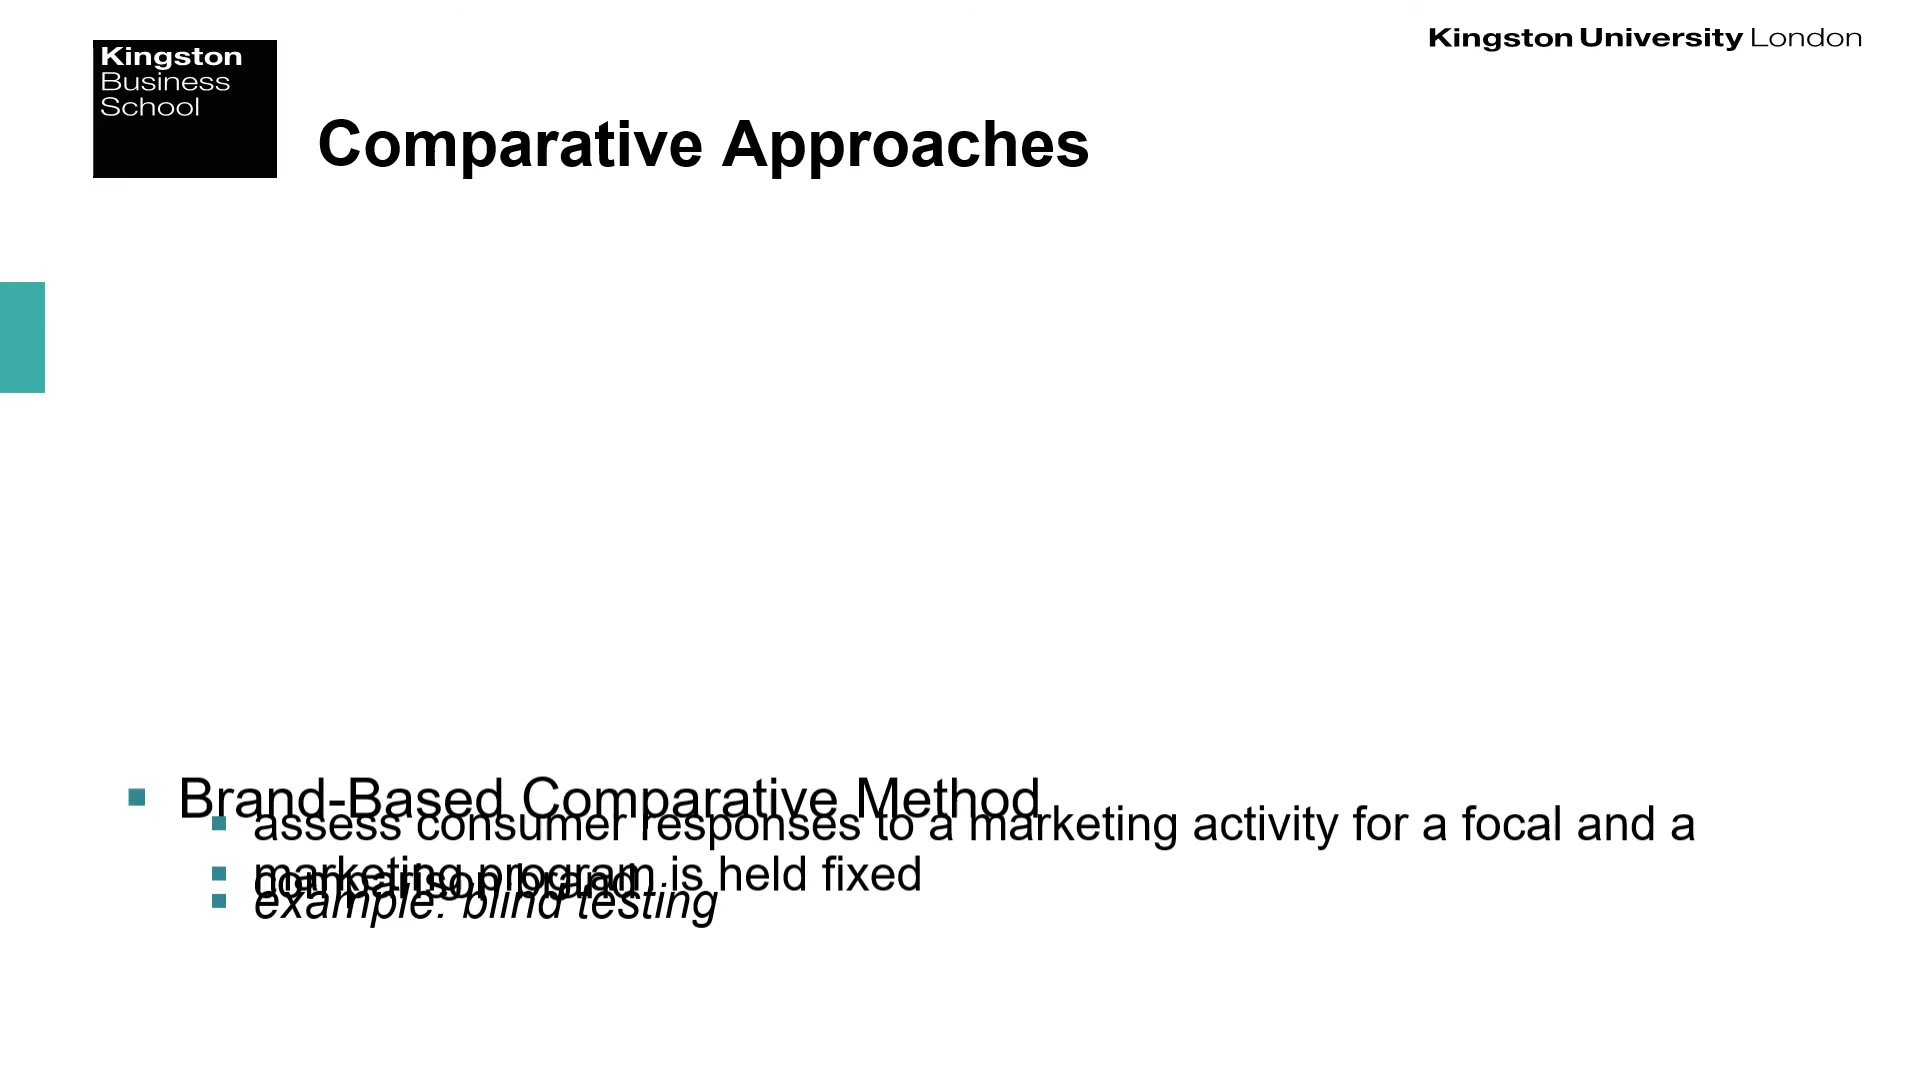 Kingston
Business
School
Kingston University London
Comparative Approaches
Brand-Based Comparative Method
assess consumer responses to a marketing activity for a focal and a
comparison brand
marketing program is held fixed
example: blind testing